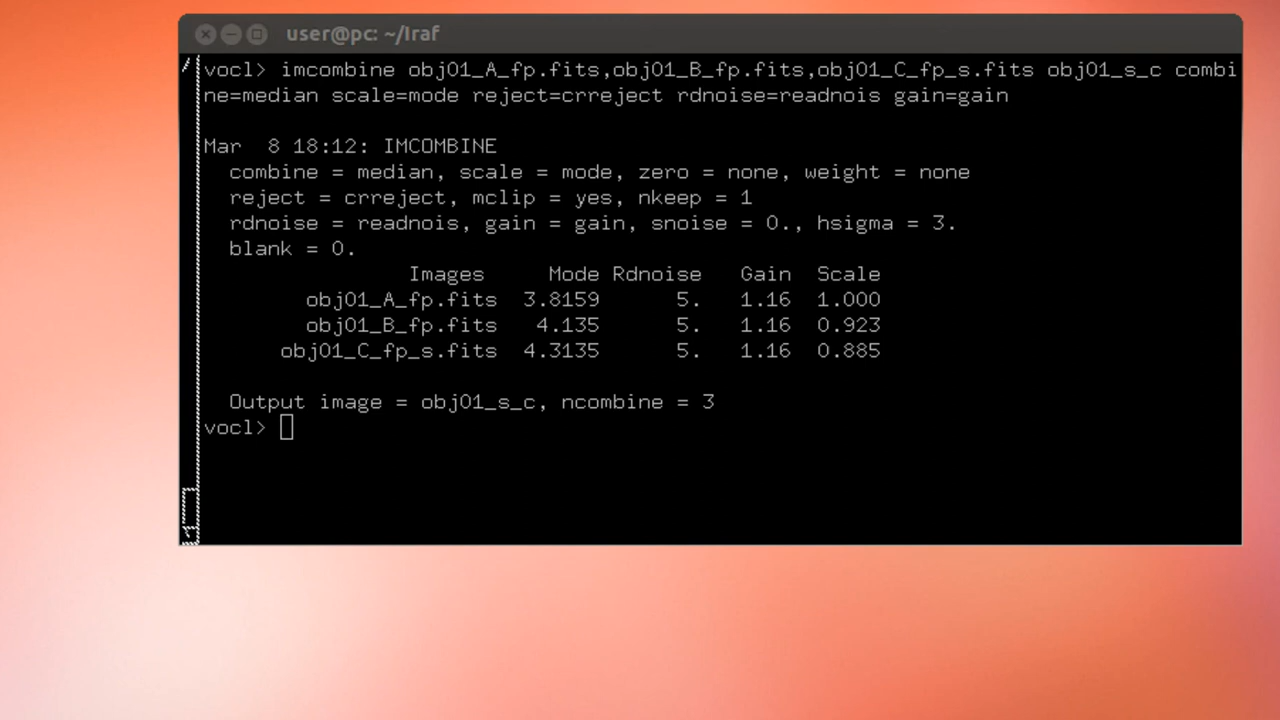 user@pc: ~/Iraf
vocl> imcombine obj01_A_fp.fits,obj01_B_fp.fits,obj01_C_fp_s.fits obj01_s_c combi
ne=median scale=mode reject=crreject rdnoise=readnois gain=gain
Mar  8 18:12: IMCOMBINE
  combine = median, scale = mode, zero = none, weight = none
  reject = crreject, mclip = yes, nkeep = 1
  rdnoise = readnois, gain = gain, snoise = 0., hsigma = 3.
  blank = 0.
                Images     Mode Rdnoise   Gain  Scale
        obj01_A_fp.fits  3.8159      5.   1.16  1.000
        obj01_B_fp.fits   4.135      5.   1.16  0.923
      obj01_C_fp_s.fits  4.3135      5.   1.16  0.885
  Output image = obj01_s_c, ncombine = 3
vocl>